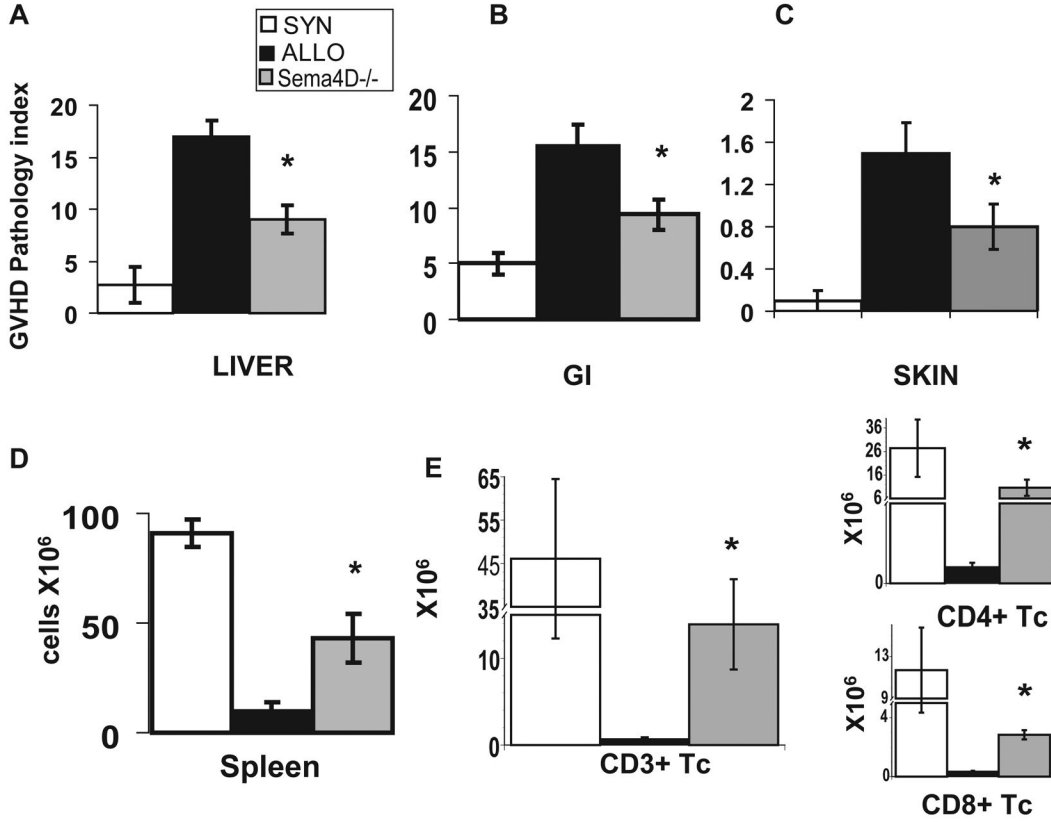 A
B
C
SYN
ALLO
Sema4D-/-
GVHD Pathology index
20
15
10
5
0
LIVER
20
15
10
5
0
GI
2
1.6
1.2
0.8
0.4
0
SKIN
D
cells X10⁶
100
50
0
Spleen
E
X10⁶
65
55
45
35
10
0
CD3+ Tc
X10⁶
36
26
16
6
0
CD4+ Tc
X10⁶
13
9
4
0
CD8+ Tc